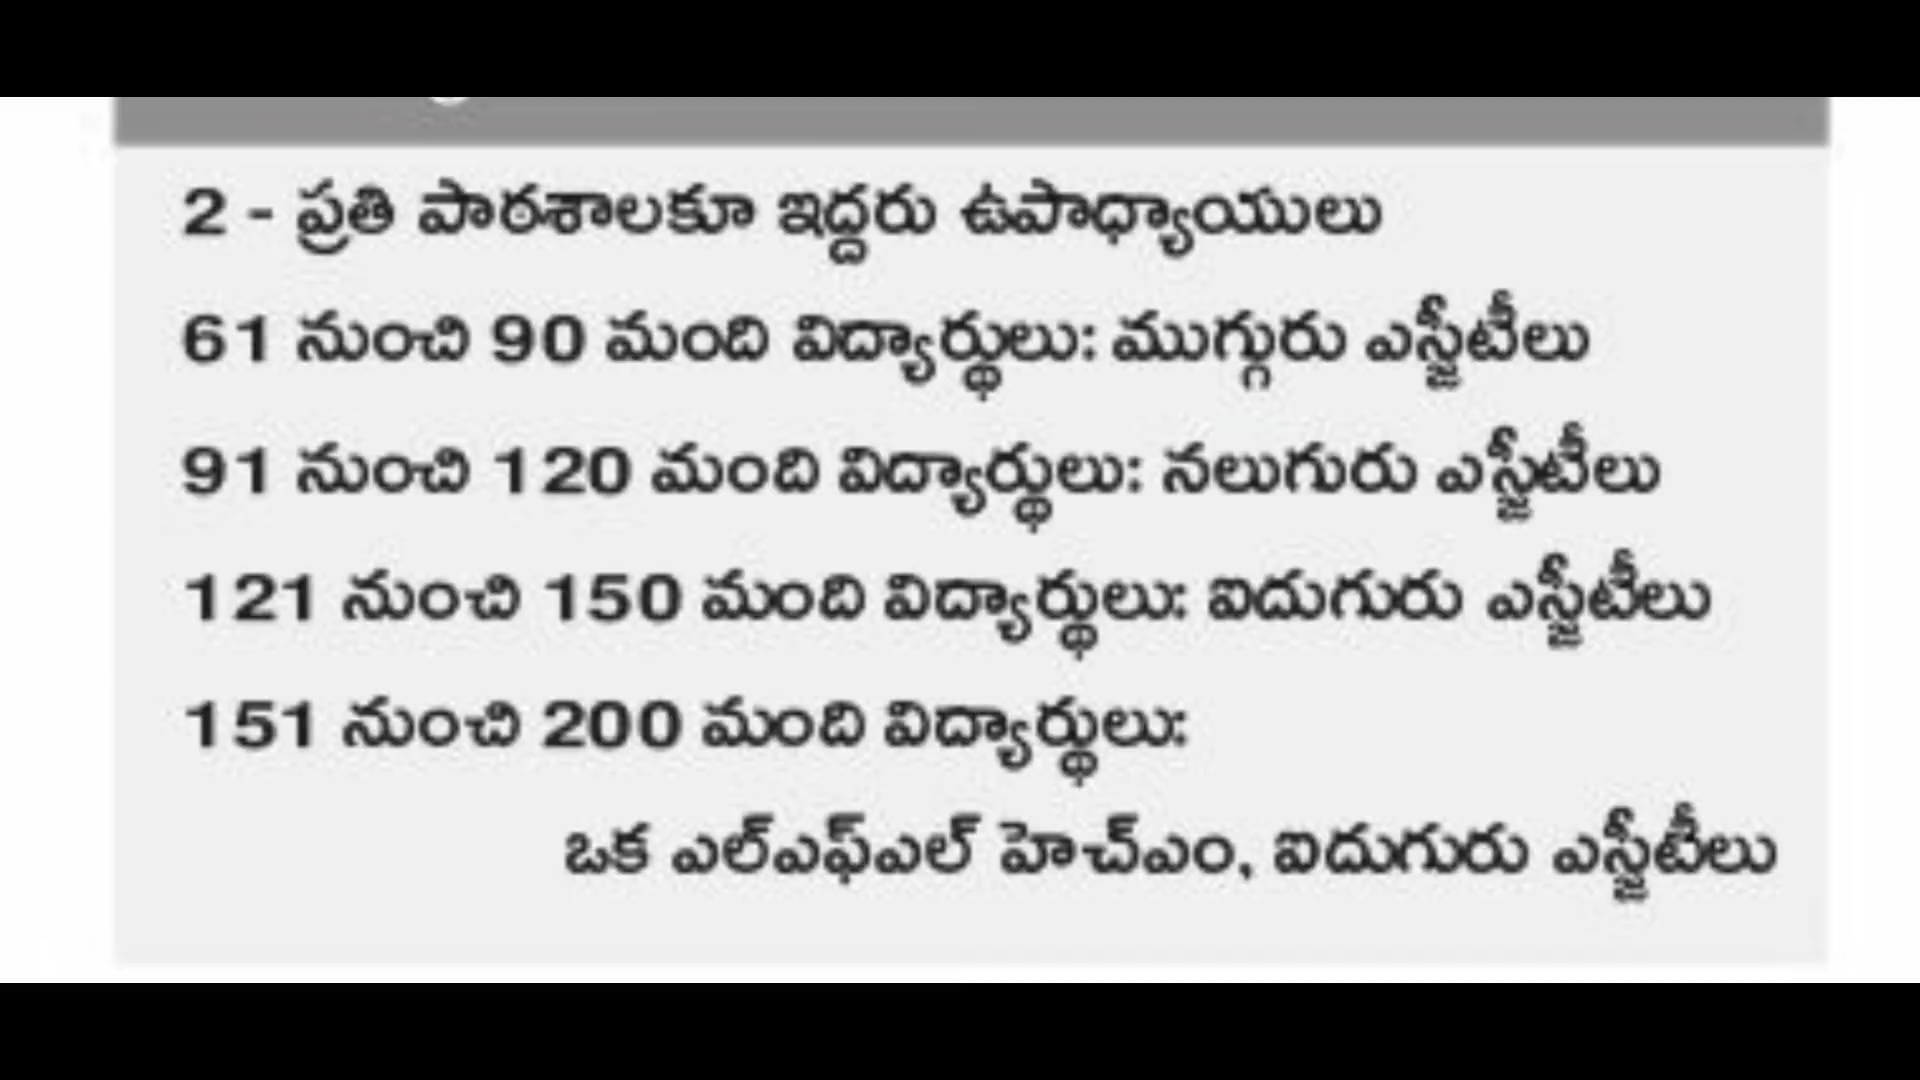 2 - ప్రతి పాఠశాలకూ ఇద్దరు ఉపాధ్యాయులు
61 నుంచి 90 మంది విద్యార్థులు: ముగ్గురు ఎస్జీటీలు
91 నుంచి 120 మంది విద్యార్థులు: నలుగురు ఎస్జీటీలు
121 నుంచి 150 మంది విద్యార్థులు: ఐదుగురు ఎస్జీటీలు
151 నుంచి 200 మంది విద్యార్థులు:
ఒక ఎల్ఎఫ్ఎల్ హెచ్ఎం, ఐదుగురు ఎస్జీటీలు